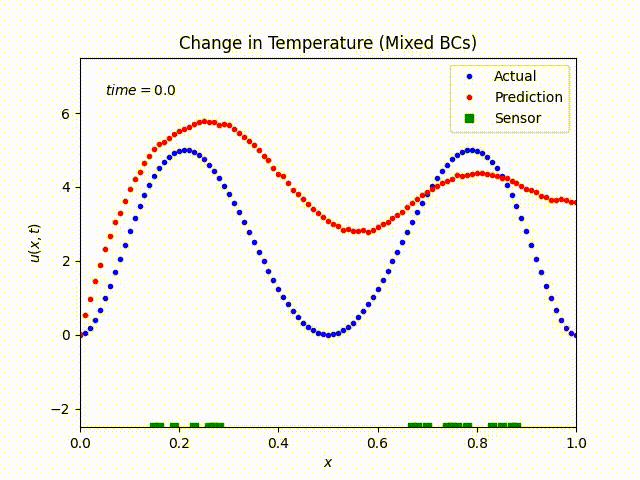 Change in Temperature (Mixed BCs)
time = 0.0
Actual
Prediction
Sensor
u(x, t)
6
4
2
0
−2
0.0 0.2 0.4 0.6 0.8 1.0
x